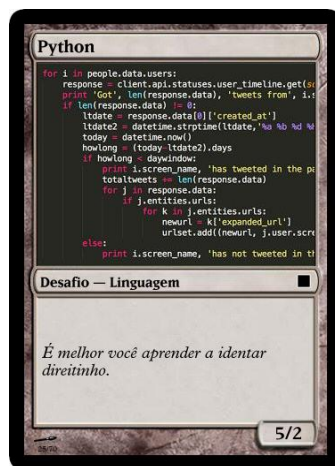 Python
for i in people.data.users:
response = client.api.statuses.user_timeline.get(
print 'Got', len(response.data), 'tweets from', i.s
if len(response.data) != 0:
ltdate = response.data[0]['created_at']
ltdate2 = datetime.strptime(ltdate,'%a %b %d %H
today = datetime.now()
howlong = (today-ltdate2).days
if howlong < daywindow:
print i.screen_name, 'has tweeted in the pa
totaltweets += len(response.data)
for j in response.data:
if j.entities.urls:
for k in j.entities.urls:
newurl = k['expanded_url']
urlset.add((newurl, j.user.scre
else:
print i.screen_name, 'has not tweeted in th
Desafio — Linguagem
É melhor você aprender a identar
direitinho.
5/2